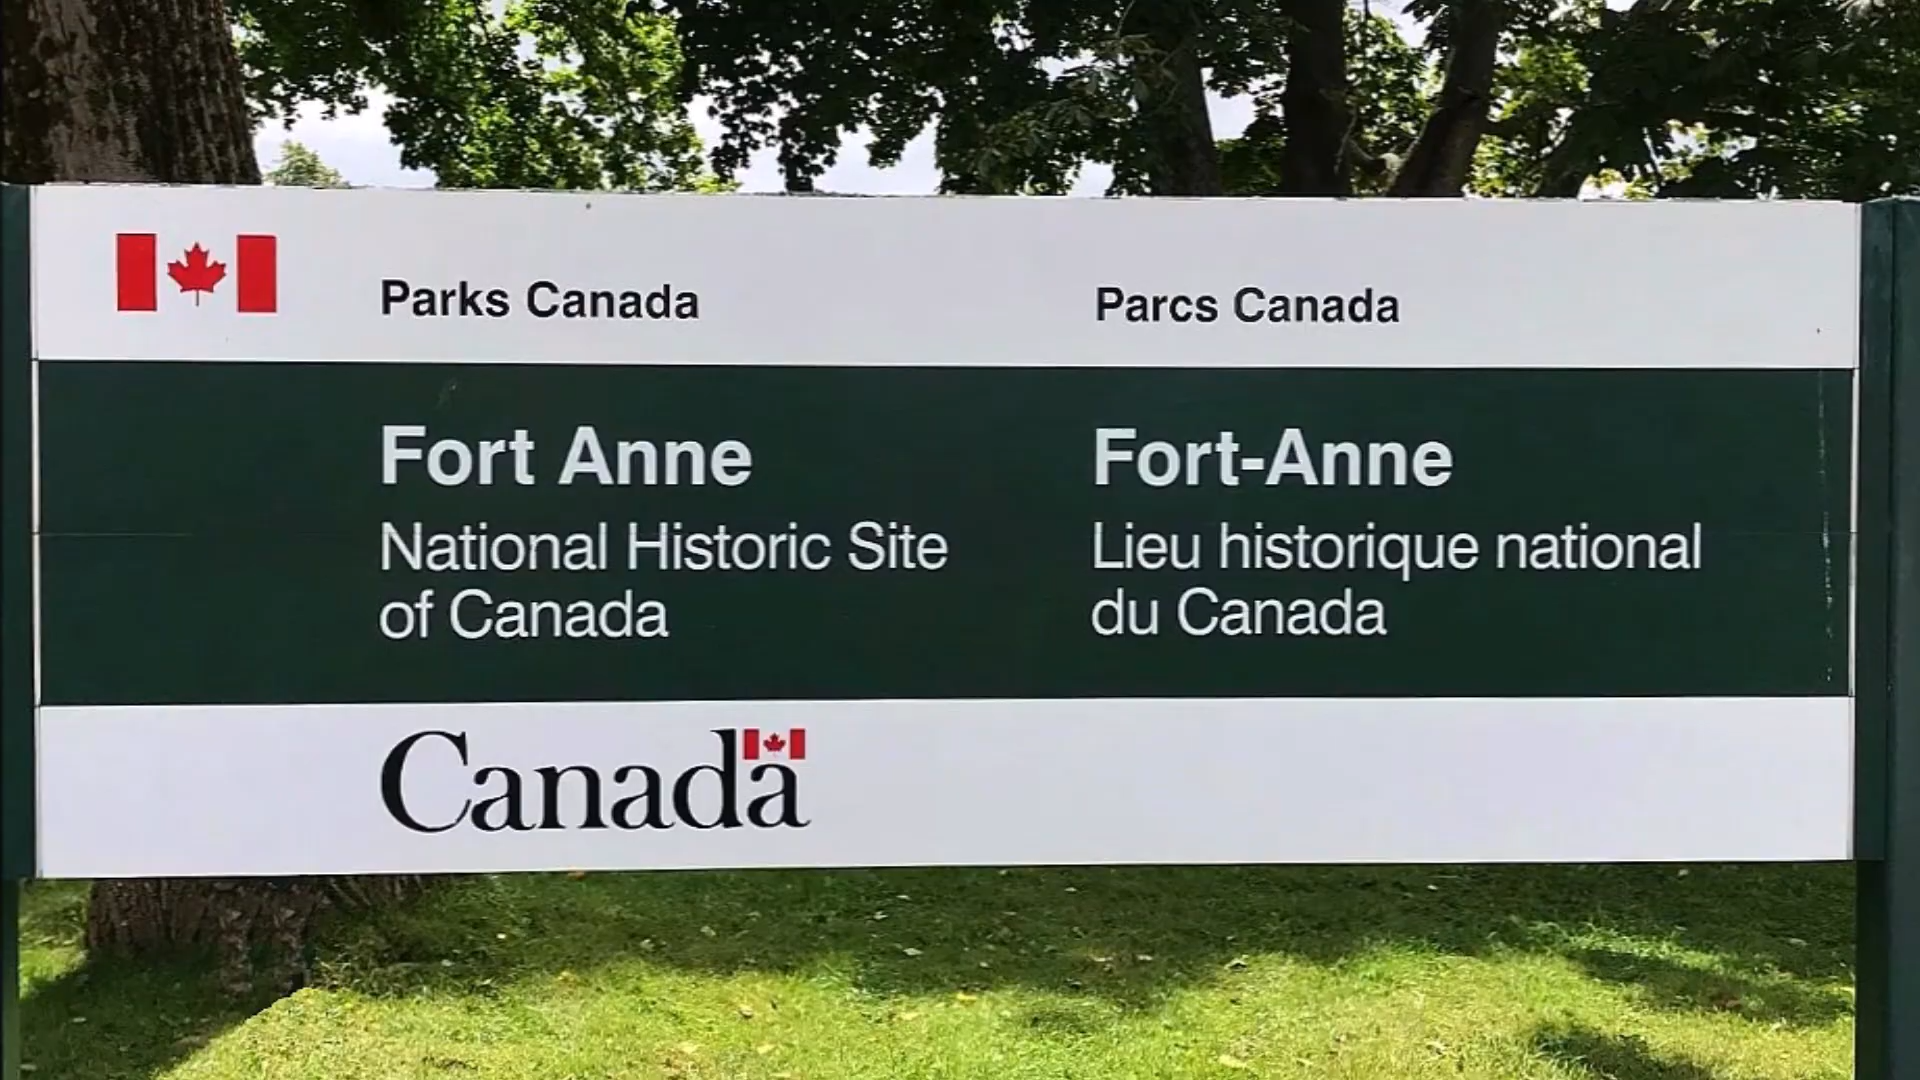 Parks Canada
Parcs Canada
Fort Anne
National Historic Site
of Canada
Fort-Anne
Lieu historique national
du Canada
Canada